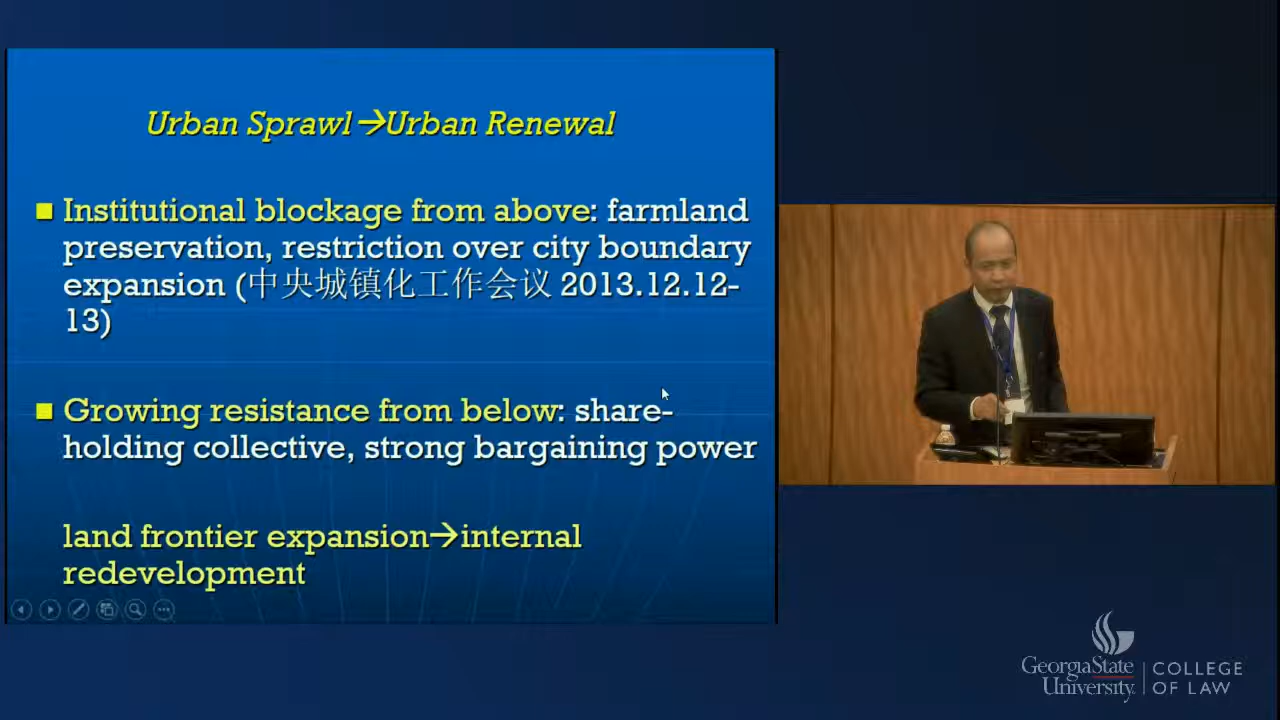 Urban Sprawl→Urban Renewal
Institutional blockage from above: farmland
preservation, restriction over city boundary
expansion (中央城镇化工作会议 2013.12.12-
13)
Growing resistance from below: share-
holding collective, strong bargaining power
land frontier expansion→internal
redevelopment
GeorgiaState
University
COLLEGE
OF LAW